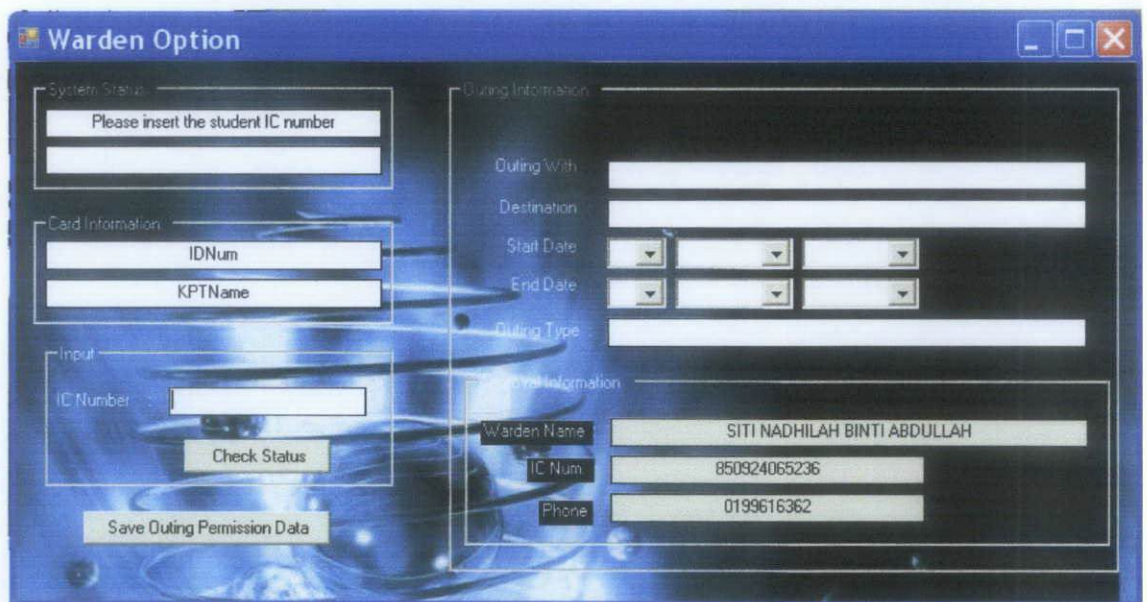 Warden Option
System Status
Please insert the student IC number
Card Information
IDNum
KPTName
Input
IC Number :
Check Status
Save Outing Permission Data
Outing Information
Outing With
Destination
Start Date
End Date
Outing Type :
Information
Warden Name
IC Num.
Phone
SITI NADHILAH BINTI ABDULLAH
850924065236
0199616362